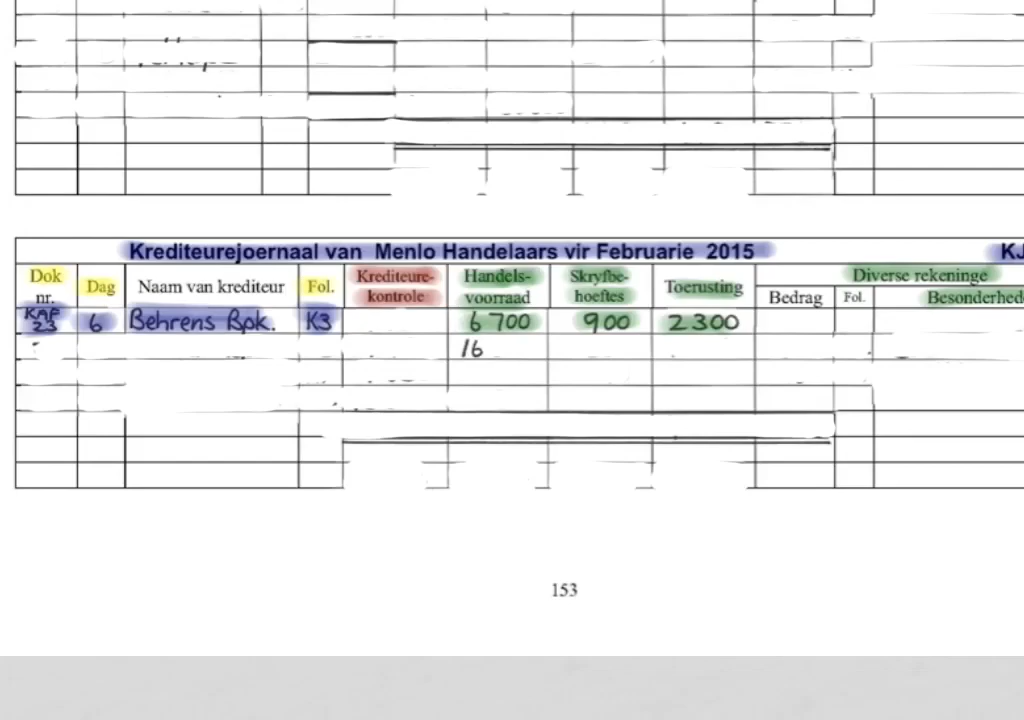 Krediteurejoernaal van Menlo Handelaars vir Februarie 2015 KJ
Dok nr. Dag Naam van krediteur Fol. Krediteure-kontrole Handels-voorraad Skryfbe-hoeftes Toerusting Diverse rekeninge
Bedrag Fol. Besonderhed
KAF 23 6 Behrens Bpk. K3 6 700 900 2 300
16
153